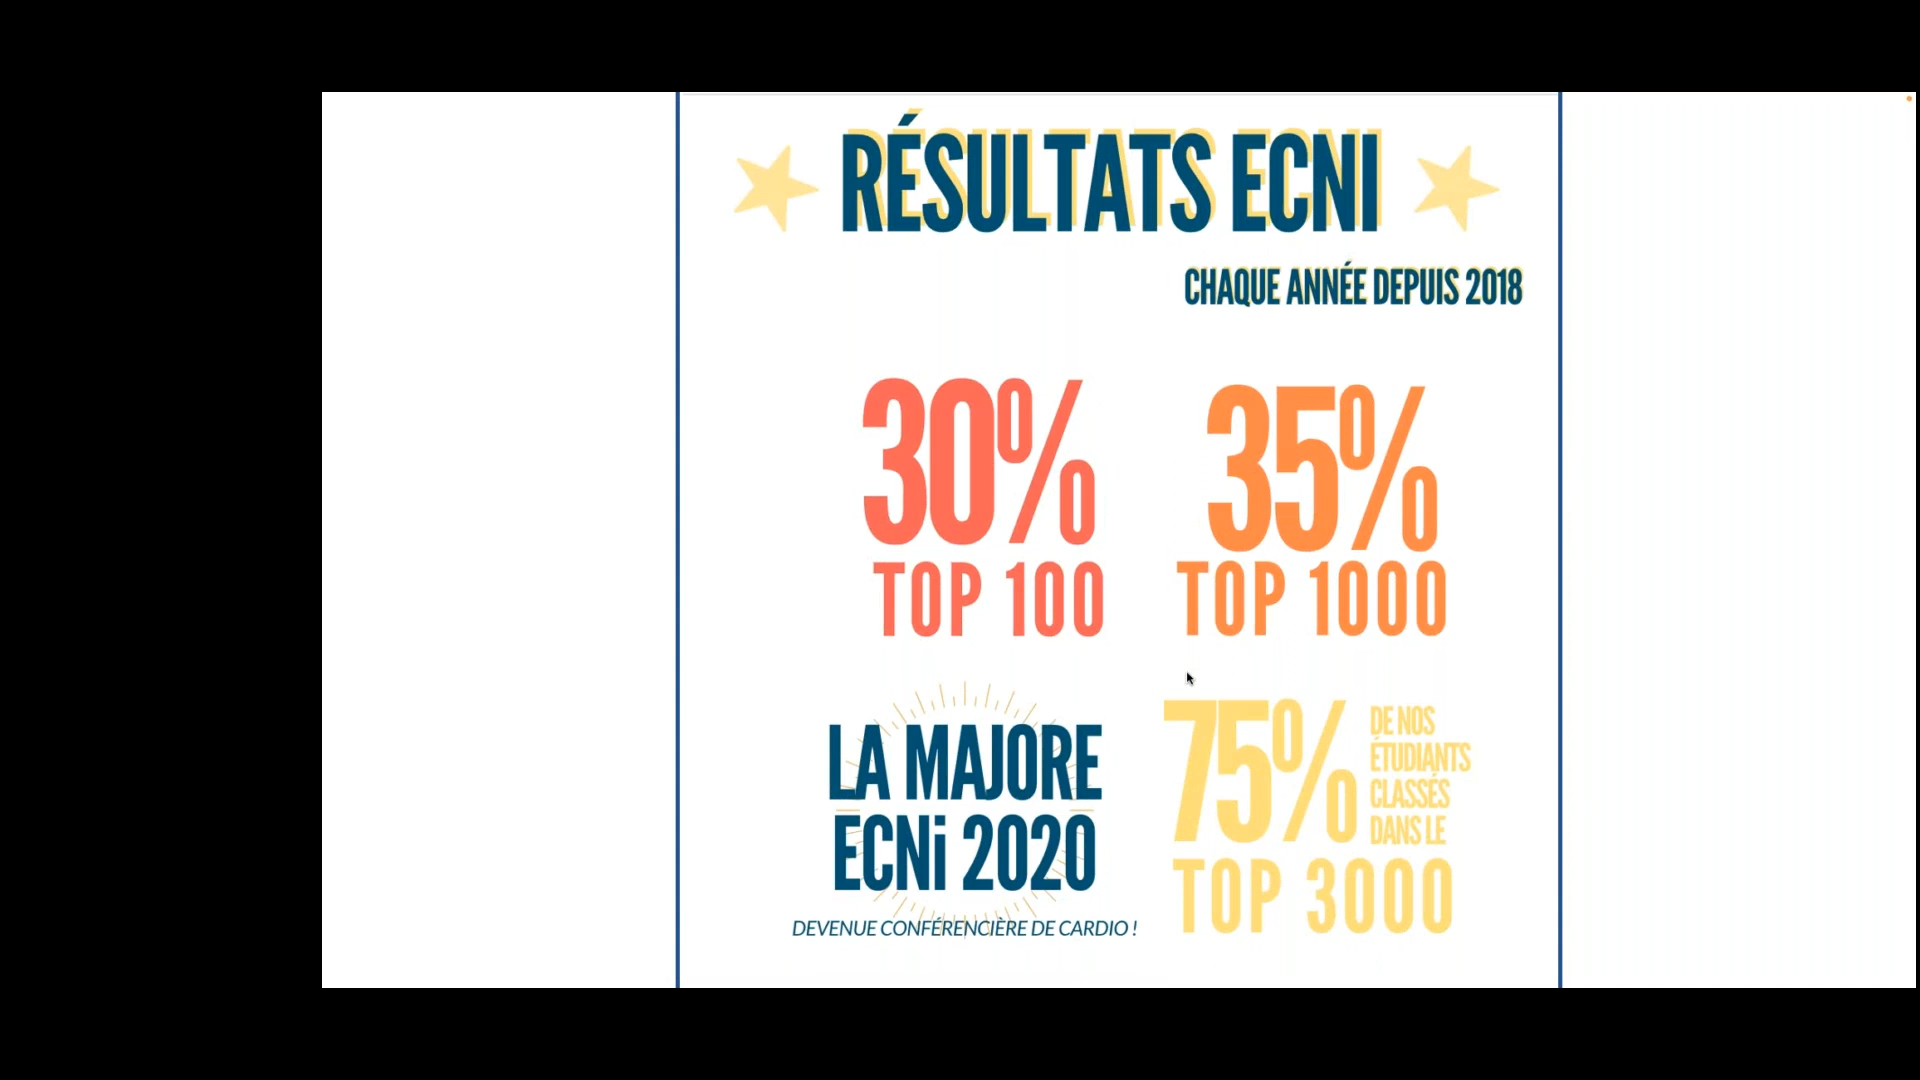 RÉSULTATS ECNI
CHAQUE ANNÉE DEPUIS 2018
30%
TOP 100
35%
TOP 1000
LA MAJORE
ECNi 2020
DEVENUE CONFÉRENCIÈRE DE CARDIO !
75%
DE NOS
ÉTUDIANTS
CLASSÉS
DANS LE
TOP 3000